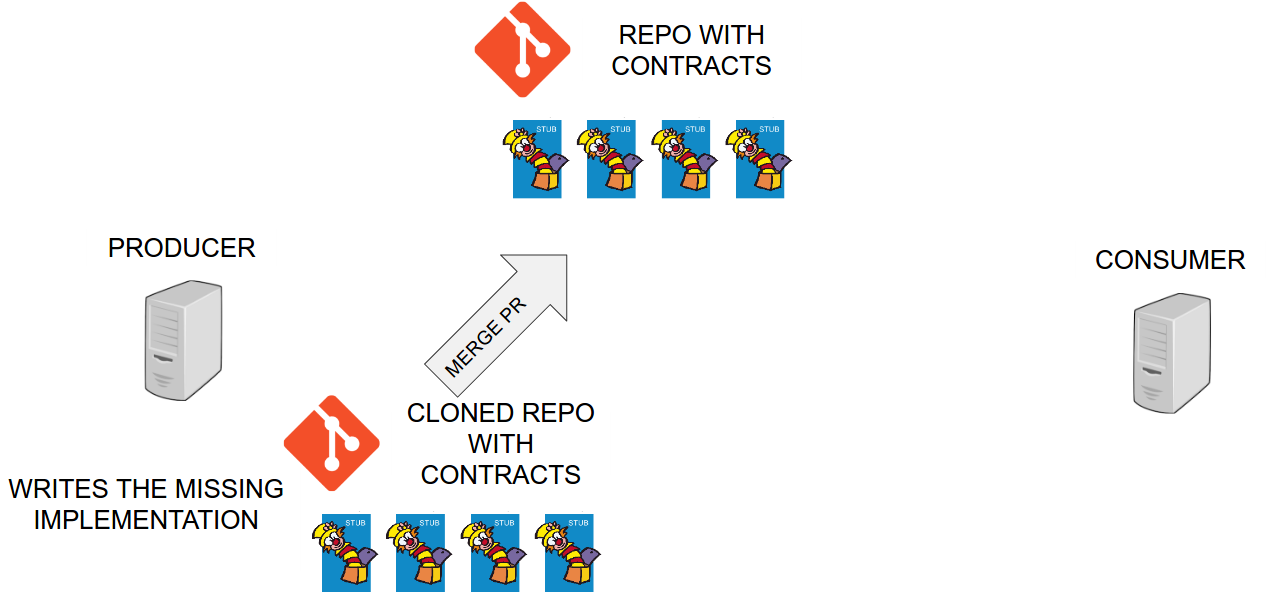 REPO WITH
CONTRACTS
STUB STUB STUB STUB
PRODUCER
CONSUMER
MERGE PR
CLONED REPO
WITH
CONTRACTS
WRITES THE MISSING
IMPLEMENTATION
STUB STUB STUB STUB